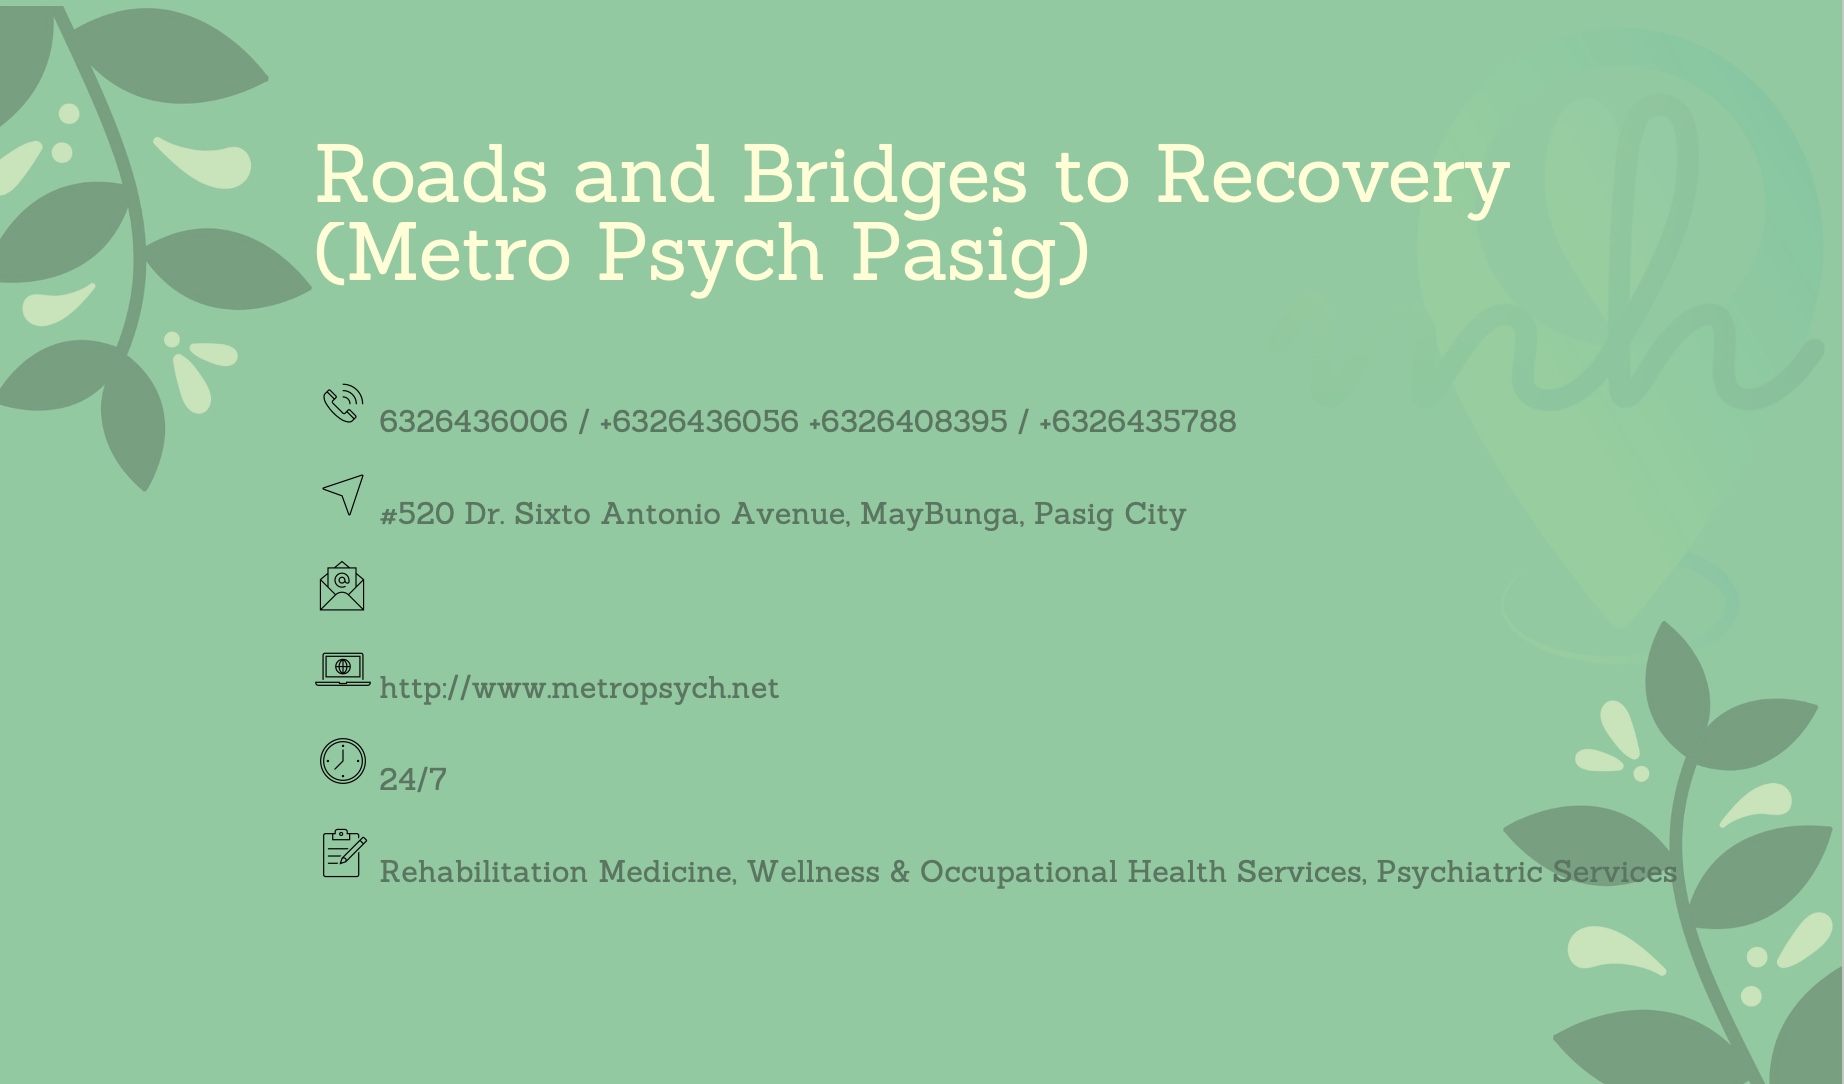 Roads and Bridges to Recovery
(Metro Psych Pasig)
6326436006 / +6326436056 +6326408395 / +6326435788
#520 Dr. Sixto Antonio Avenue, MayBunga, Pasig City
@
http://www.metropsych.net
24/7
Rehabilitation Medicine, Wellness & Occupational Health Services, Psychiatric Services
mh